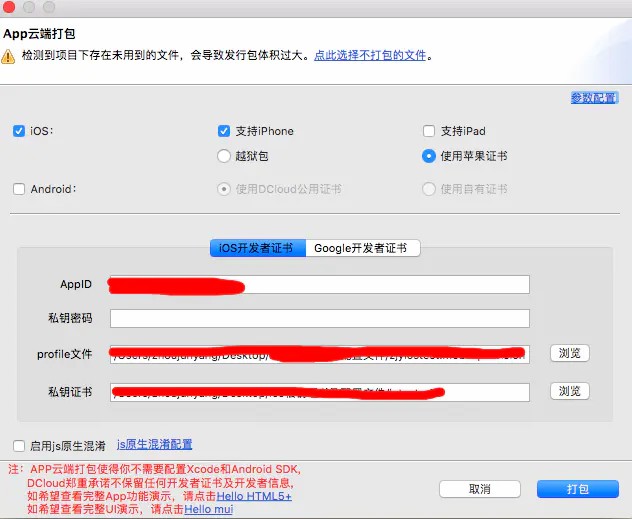 App云端打包
检测到项目下存在未用到的文件，会导致发行包体积过大。点此选择不打包的文件。
参数配置
iOS： 支持iPhone 支持iPad
越狱包 使用苹果证书
Android： 使用DCloud公用证书 使用自有证书
iOS开发者证书 Google开发者证书
AppID
私钥密码
profile文件 浏览
私钥证书 浏览
启用js原生混淆 js原生混淆配置
注：APP云端打包使得你不需要配置Xcode和Android SDK,
DCloud郑重承诺不保留任何开发者证书及开发者信息,
如希望查看完整App功能演示，请点击Hello HTML5+
如希望查看完整UI演示，请点击Hello mui
取消 打包